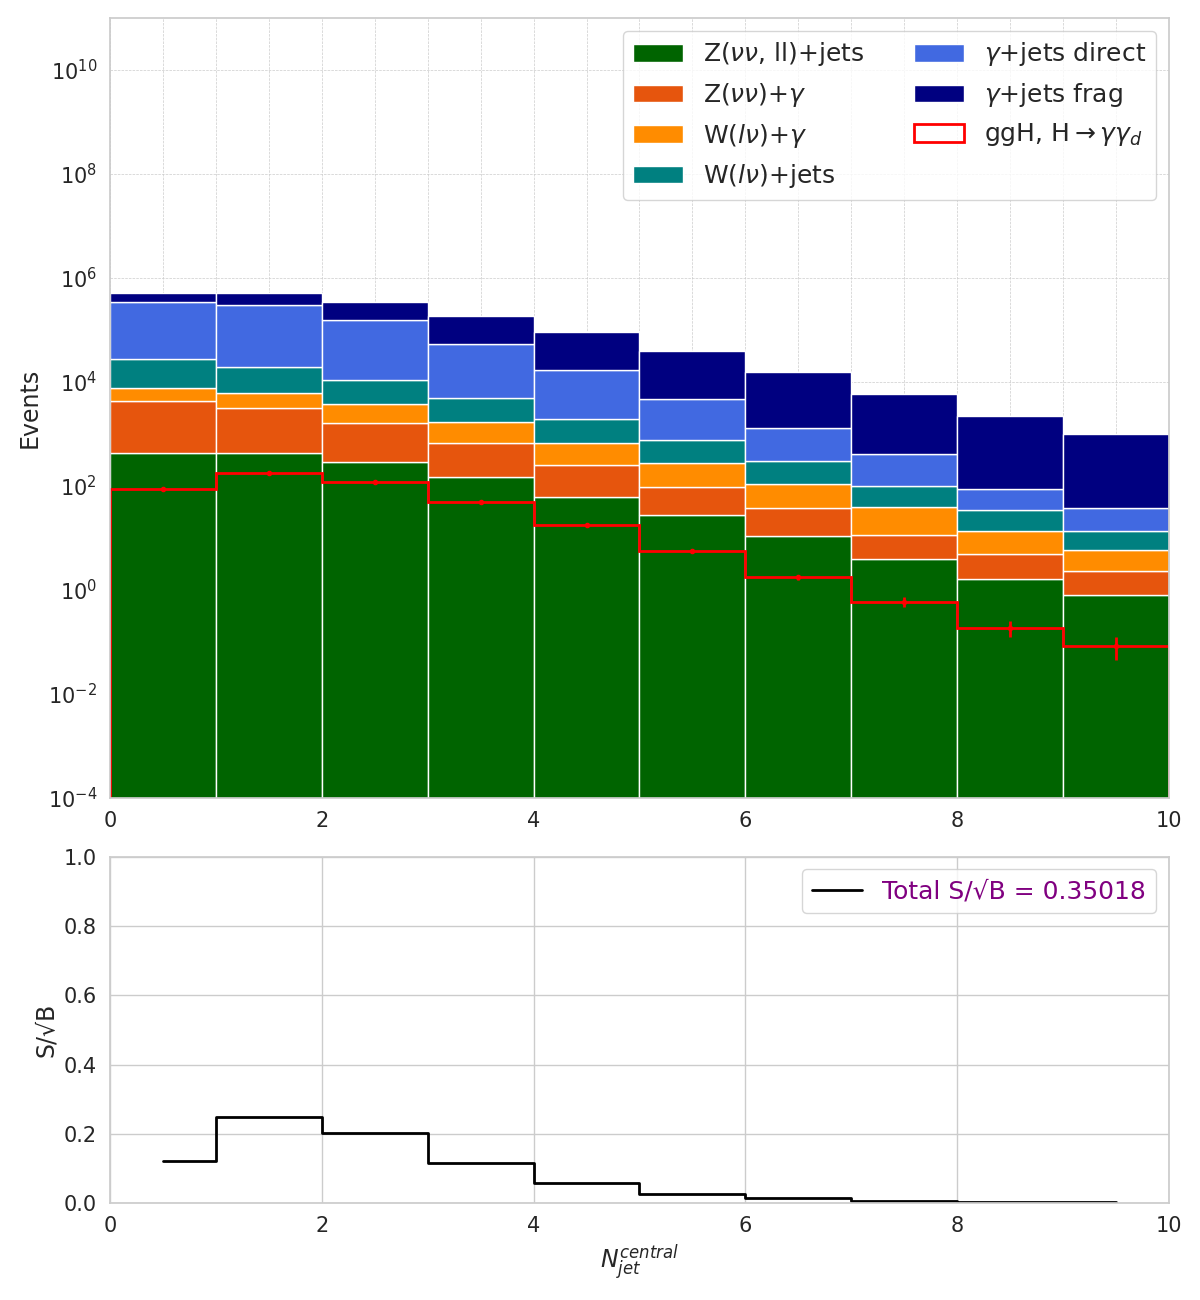 Z(νν, ll)+jets
Z(νν)+γ
W(lν)+γ
W(lν)+jets
γ+jets direct
γ+jets frag
ggH, H→γγ_d
Events
10^10
10^8
10^6
10^4
10^2
10^0
10^−2
10^−4
0 2 4 6 8 10
Total S/√B = 0.35018
S/√B
1.0
0.8
0.6
0.4
0.2
0.0
0 2 4 6 8 10
N_jet^central